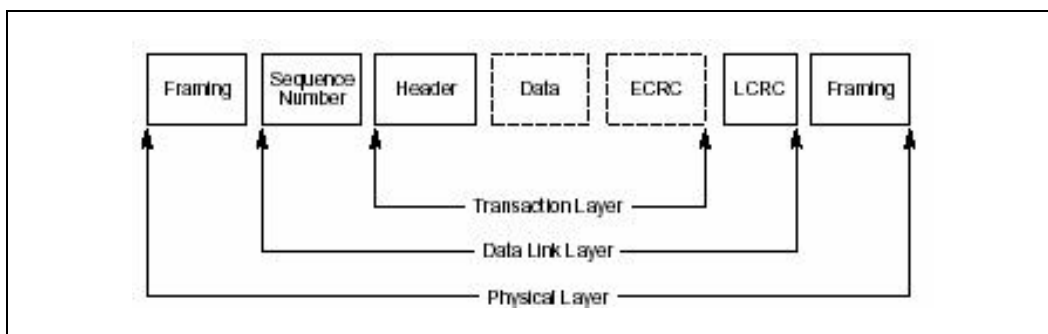 Framing
Sequence
Number
Header
Data
ECRC
LCRC
Framing
Transaction Layer
Data Link Layer
Physical Layer